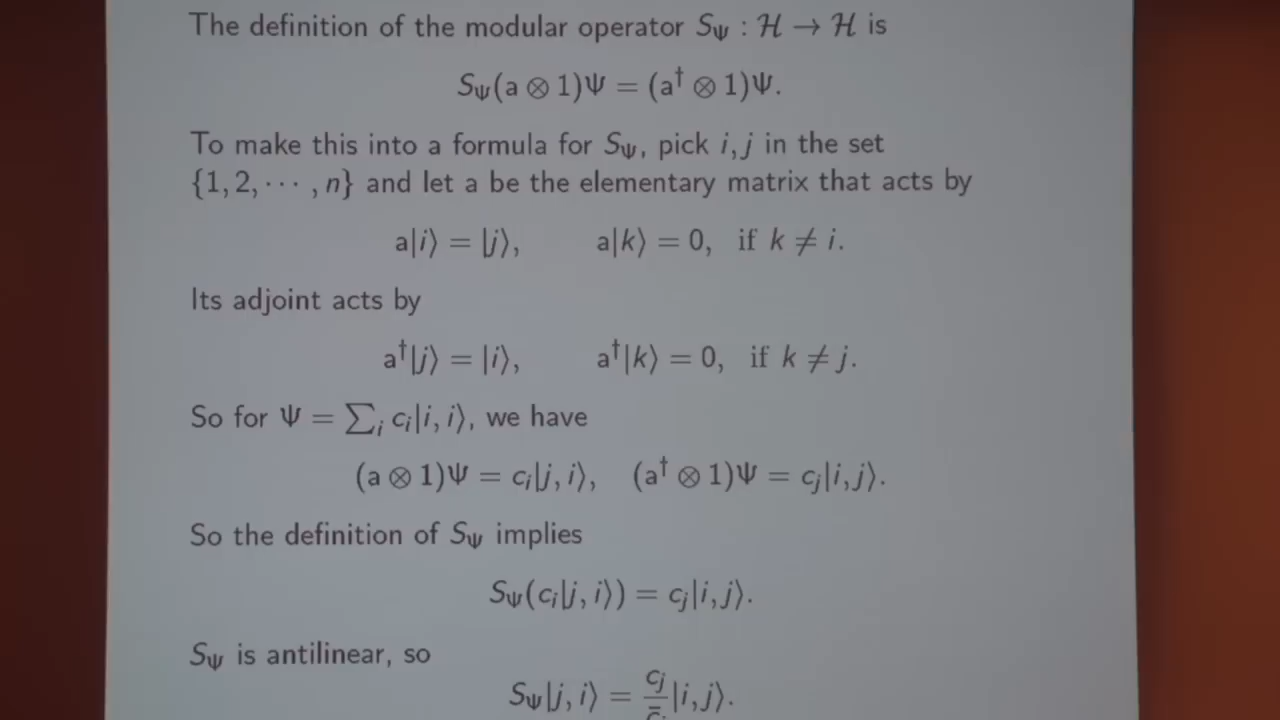 The definition of the modular operator S_Ψ : ℋ → ℋ is
S_Ψ(a ⊗ 1)Ψ = (a† ⊗ 1)Ψ.
To make this into a formula for S_Ψ, pick i, j in the set
{1, 2, ⋯ , n} and let a be the elementary matrix that acts by
a|i⟩ = |j⟩, a|k⟩ = 0, if k ≠ i.
Its adjoint acts by
a†|j⟩ = |i⟩, a†|k⟩ = 0, if k ≠ j.
So for Ψ = ∑_i c_i|i, i⟩, we have
(a ⊗ 1)Ψ = c_i|j, i⟩, (a† ⊗ 1)Ψ = c_j|i, j⟩.
So the definition of S_Ψ implies
S_Ψ(c_i|j, i⟩) = c_j|i, j⟩.
S_Ψ is antilinear, so
S_Ψ|j, i⟩ = c_j/c̄_i |i, j⟩.